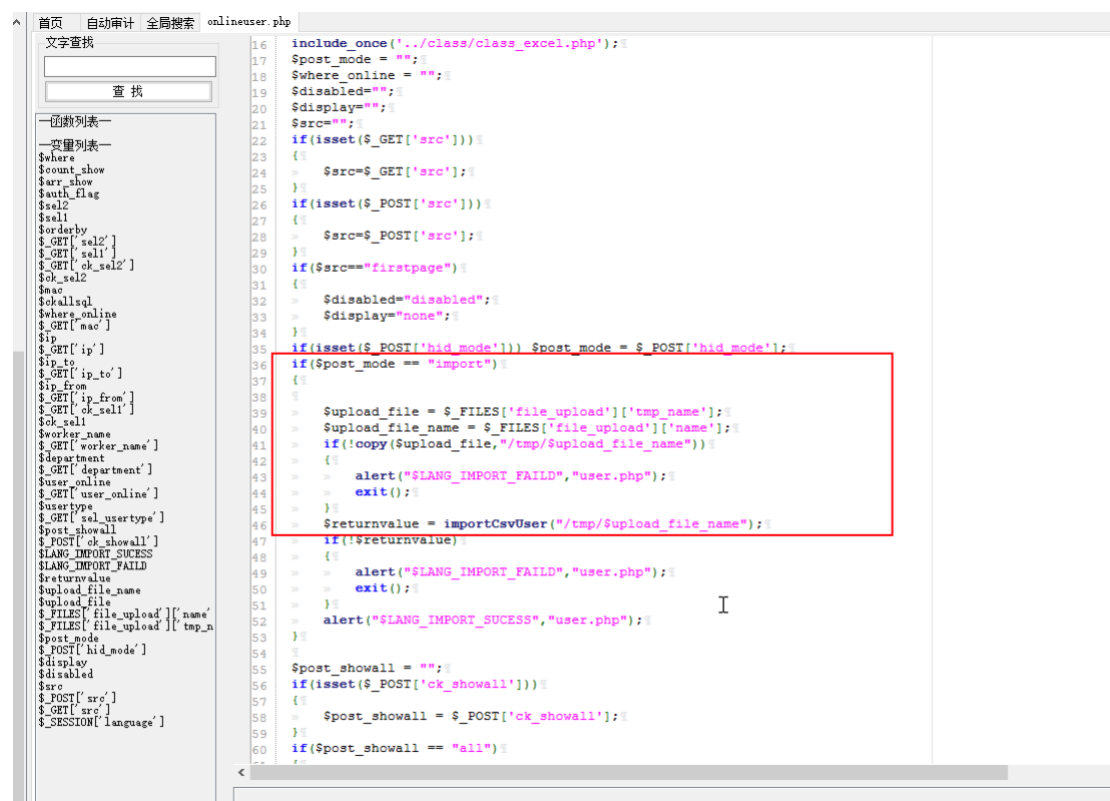 首页 自动审计 全局搜索 onlineuser.php
文字查找
查 找
—函数列表—
—变量列表—
$where
$count_show
$arr_show
$auth_flag
$sel2
$sel1
$orderby
$_GET['sel2']
$_GET['sel1']
$_GET['ck_sel2']
$ck_sel2
$mac
$ckallsql
$where_online
$_GET['mac']
$ip
$_GET['ip']
$ip_to
$_GET['ip_to']
$ip_from
$_GET['ip_from']
$_GET['ck_sel1']
$ck_sel1
$worker_name
$_GET['worker_name']
$department
$_GET['department']
$user_online
$_GET['user_online']
$usertype
$_GET['sel_usertype']
$post_showall
$_POST['ck_showall']
$LANG_IMPORT_SUCESS
$LANG_IMPORT_FAILD
$returnvalue
$upload_file_name
$upload_file
$_FILES['file_upload']['name'
$_FILES['file_upload']['tmp_n
$post_mode
$_POST['hid_mode']
$display
$disabled
$src
$_POST['src']
$_GET['src']
$_SESSION['language']
16 include_once('../class/class_excel.php');
17 $post_mode = "";
18 $where_online = "";
19 $disabled="";
20 $display="";
21 $src="";
22 if(isset($_GET['src']))
23 {
24 $src=$_GET['src'];
25 }
26 if(isset($_POST['src']))
27 {
28 $src=$_POST['src'];
29 }
30 if($src=="firstpage")
31 {
32 $disabled="disabled";
33 $display="none";
34 }
35 if(isset($_POST['hid_mode'])) $post_mode = $_POST['hid_mode'];
36 if($post_mode == "import")
37 {
38
39 $upload_file = $_FILES['file_upload']['tmp_name'];
40 $upload_file_name = $_FILES['file_upload']['name'];
41 if(!copy($upload_file,"/tmp/$upload_file_name"))
42 {
43 alert("$LANG_IMPORT_FAILD","user.php");
44 exit();
45 }
46 $returnvalue = importCsvUser("/tmp/$upload_file_name");
47 if(!$returnvalue)
48 {
49 alert("$LANG_IMPORT_FAILD","user.php");
50 exit();
51 }
52 alert("$LANG_IMPORT_SUCESS","user.php");
53 }
54
55 $post_showall = "";
56 if(isset($_POST['ck_showall']))
57 {
58 $post_showall = $_POST['ck_showall'];
59 }
60 if($post_showall == "all")